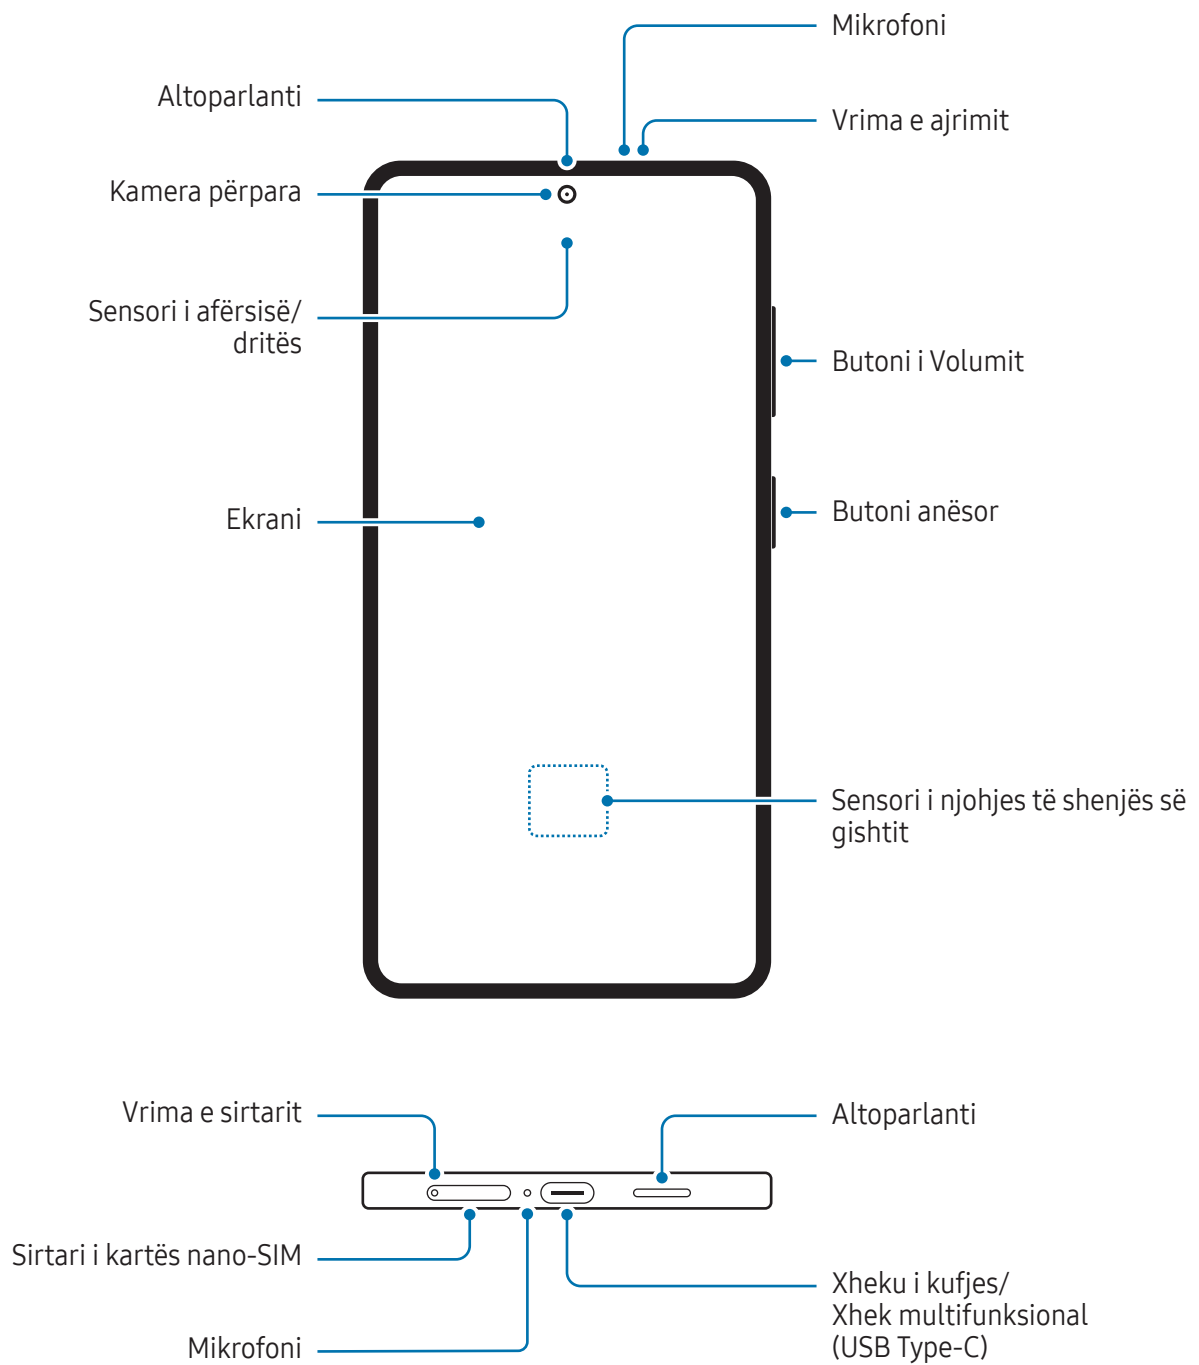 Mikrofoni
Altoparlanti
Vrima e ajrimit
Kamera përpara
Sensori i afërsisë/
dritës
Butoni i Volumit
Ekrani
Butoni anësor
Sensori i njohjes të shenjës së
gishtit
Vrima e sirtarit
Altoparlanti
Sirtari i kartës nano-SIM
Xheku i kufjes/
Xhek multifunksional
(USB Type-C)
Mikrofoni